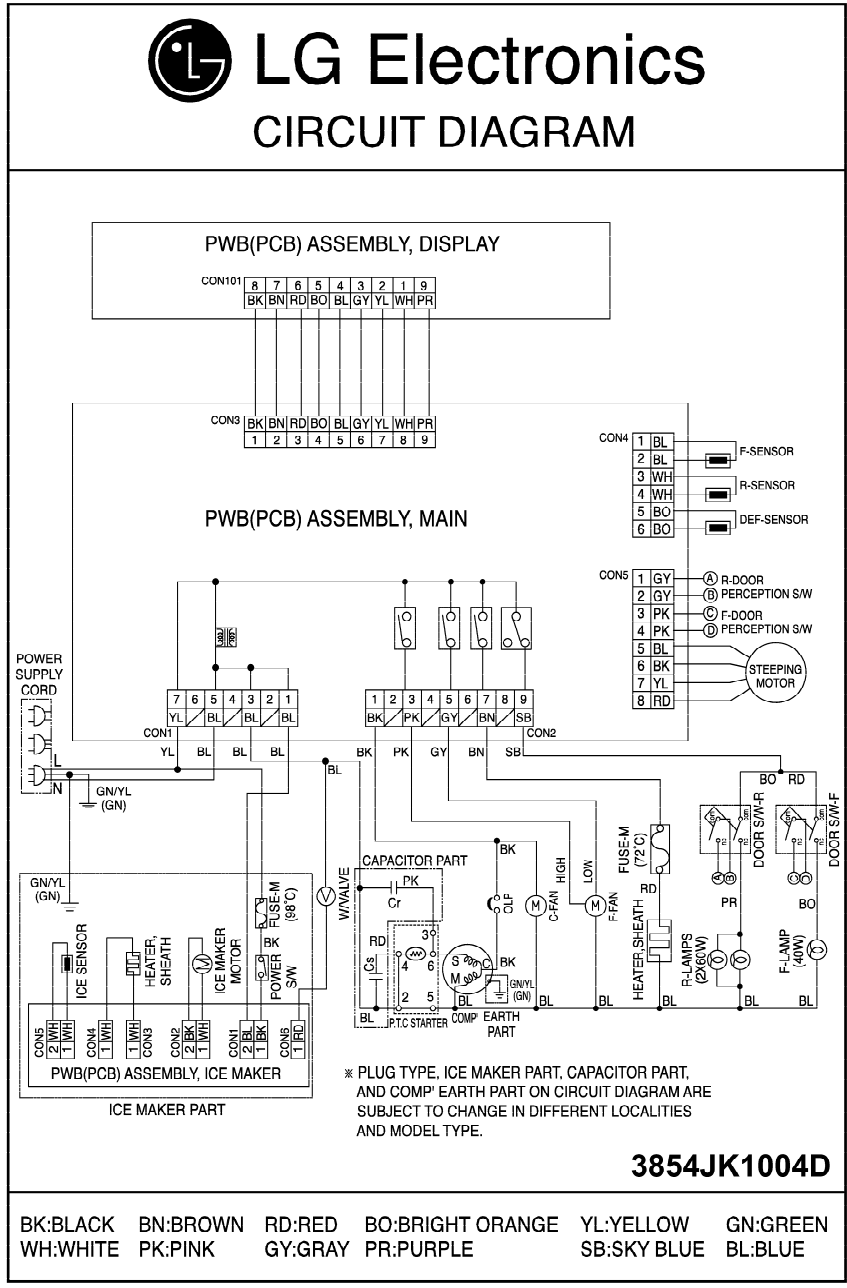 LG Electronics
CIRCUIT DIAGRAM
PWB(PCB) ASSEMBLY, DISPLAY
CON101
8 7 6 5 4 3 2 1 9
BK BN RD BO BL GY YL WH PR
CON3
BK BN RD BO BL GY YL WH PR
1 2 3 4 5 6 7 8 9
PWB(PCB) ASSEMBLY, MAIN
CON4
1 BL
2 BL
3 WH
4 WH
5 BO
6 BO
F-SENSOR
R-SENSOR
DEF-SENSOR
CON5
1 GY
2 GY
3 PK
4 PK
5 BL
6 BK
7 YL
8 RD
A R-DOOR
B PERCEPTION S/W
C F-DOOR
D PERCEPTION S/W
STEEPING
MOTOR
POWER
SUPPLY
CORD
L
N
GN/YL
(GN)
7 6 5 4 3 2 1
YL BL BL BL
CON1
YL BL BL BL
1 2 3 4 5 6 7 8 9
BK PK GY BN SB
CON2
BK PK GY BN SB
BL
BO RD
DOOR S/W-R
com
nc
com
nc
A B
DOOR S/W-F
com
nc
com
nc
C D
PR
BO
R-LAMPS
(2X60W)
F-LAMP
(40W)
FUSE-M
(72°C)
RD
HEATER,SHEATH
HIGH
LOW
C-FAN
M
F-FAN
M
BK
OLP
CAPACITOR PART
PK
Cr
RD
Cs
BL
3
4 6
2 5
P.T.C STARTER
S
M
C
BK
GN/YL
(GN)
COMP'
EARTH
PART
BL BL BL BL BL BL
W/VALVE
V
GN/YL
(GN)
FUSE-M
(98°C)
BK
POWER
S/W
ICE SENSOR
HEATER,
SHEATH
ICE MAKER
MOTOR
M
CON5
2 WH
1 WH
CON4
1 WH
1 WH
CON3
CON2
2 BK
1 WH
CON1
2 BL
1 BK
CON6
1 RD
PWB(PCB) ASSEMBLY, ICE MAKER
ICE MAKER PART
※ PLUG TYPE, ICE MAKER PART, CAPACITOR PART,
AND COMP' EARTH PART ON CIRCUIT DIAGRAM ARE
SUBJECT TO CHANGE IN DIFFERENT LOCALITIES
AND MODEL TYPE.
3854JK1004D
BK:BLACK BN:BROWN RD:RED BO:BRIGHT ORANGE YL:YELLOW GN:GREEN
WH:WHITE PK:PINK GY:GRAY PR:PURPLE SB:SKY BLUE BL:BLUE